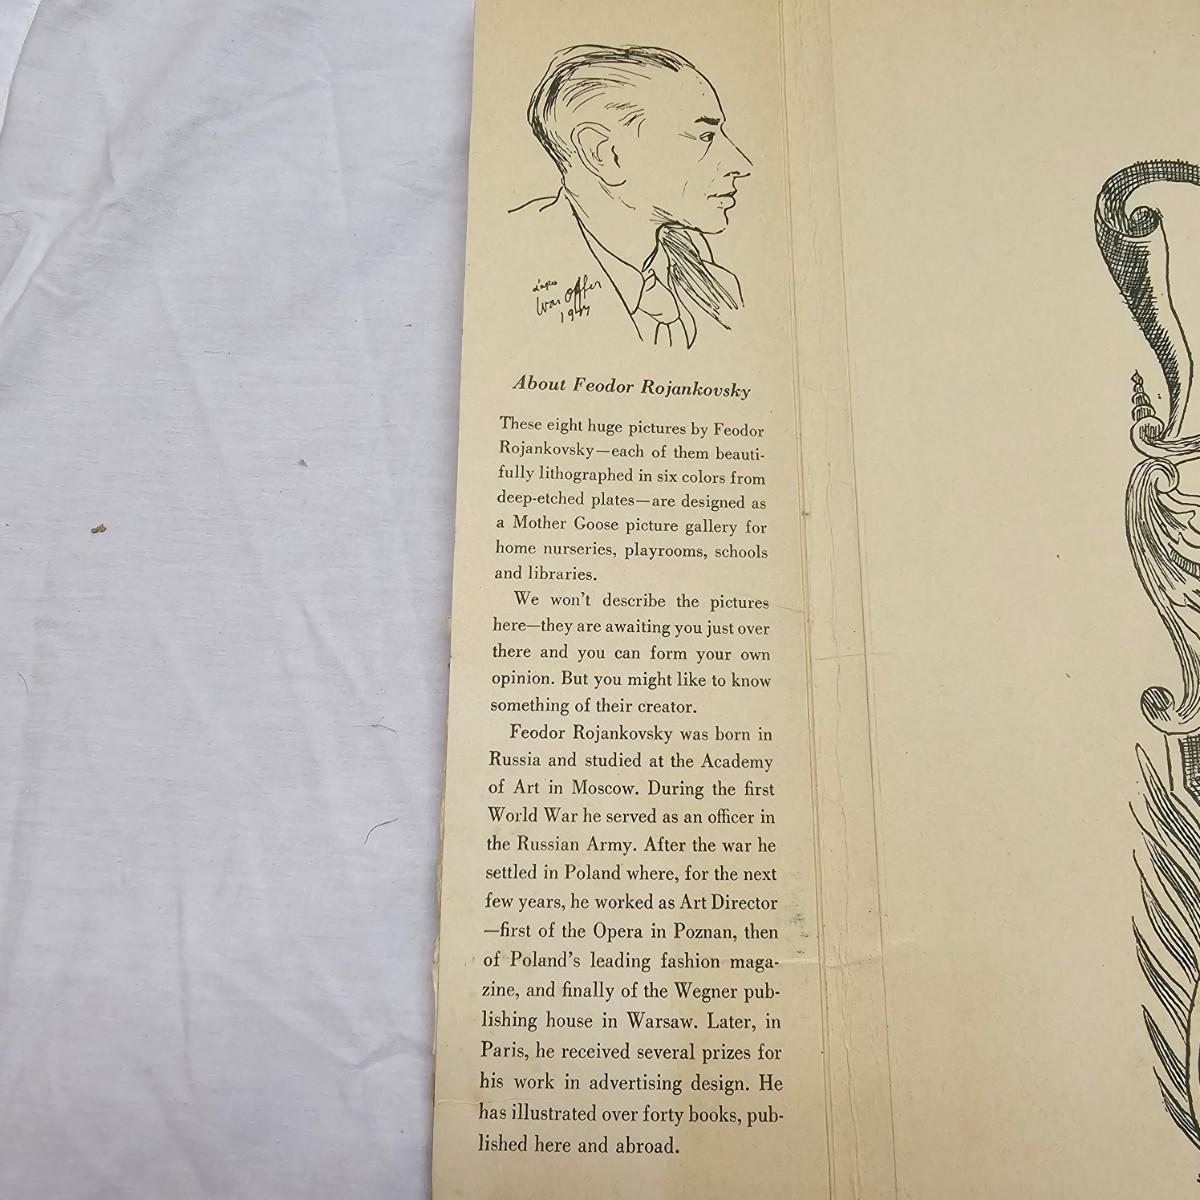 d'après
Ivan Offer
19
About Feodor Rojankovsky
These eight huge pictures by Feodor
Rojankovsky—each of them beauti-
fully lithographed in six colors from
deep-etched plates—are designed as
a Mother Goose picture gallery for
home nurseries, playrooms, schools
and libraries.
We won't describe the pictures
here—they are awaiting you just over
there and you can form your own
opinion. But you might like to know
something of their creator.
Feodor Rojankovsky was born in
Russia and studied at the Academy
of Art in Moscow. During the first
World War he served as an officer in
the Russian Army. After the war he
settled in Poland where, for the next
few years, he worked as Art Director
—first of the Opera in Poznan, then
of Poland's leading fashion maga-
zine, and finally of the Wegner pub-
lishing house in Warsaw. Later, in
Paris, he received several prizes for
his work in advertising design. He
has illustrated over forty books, pub-
lished here and abroad.